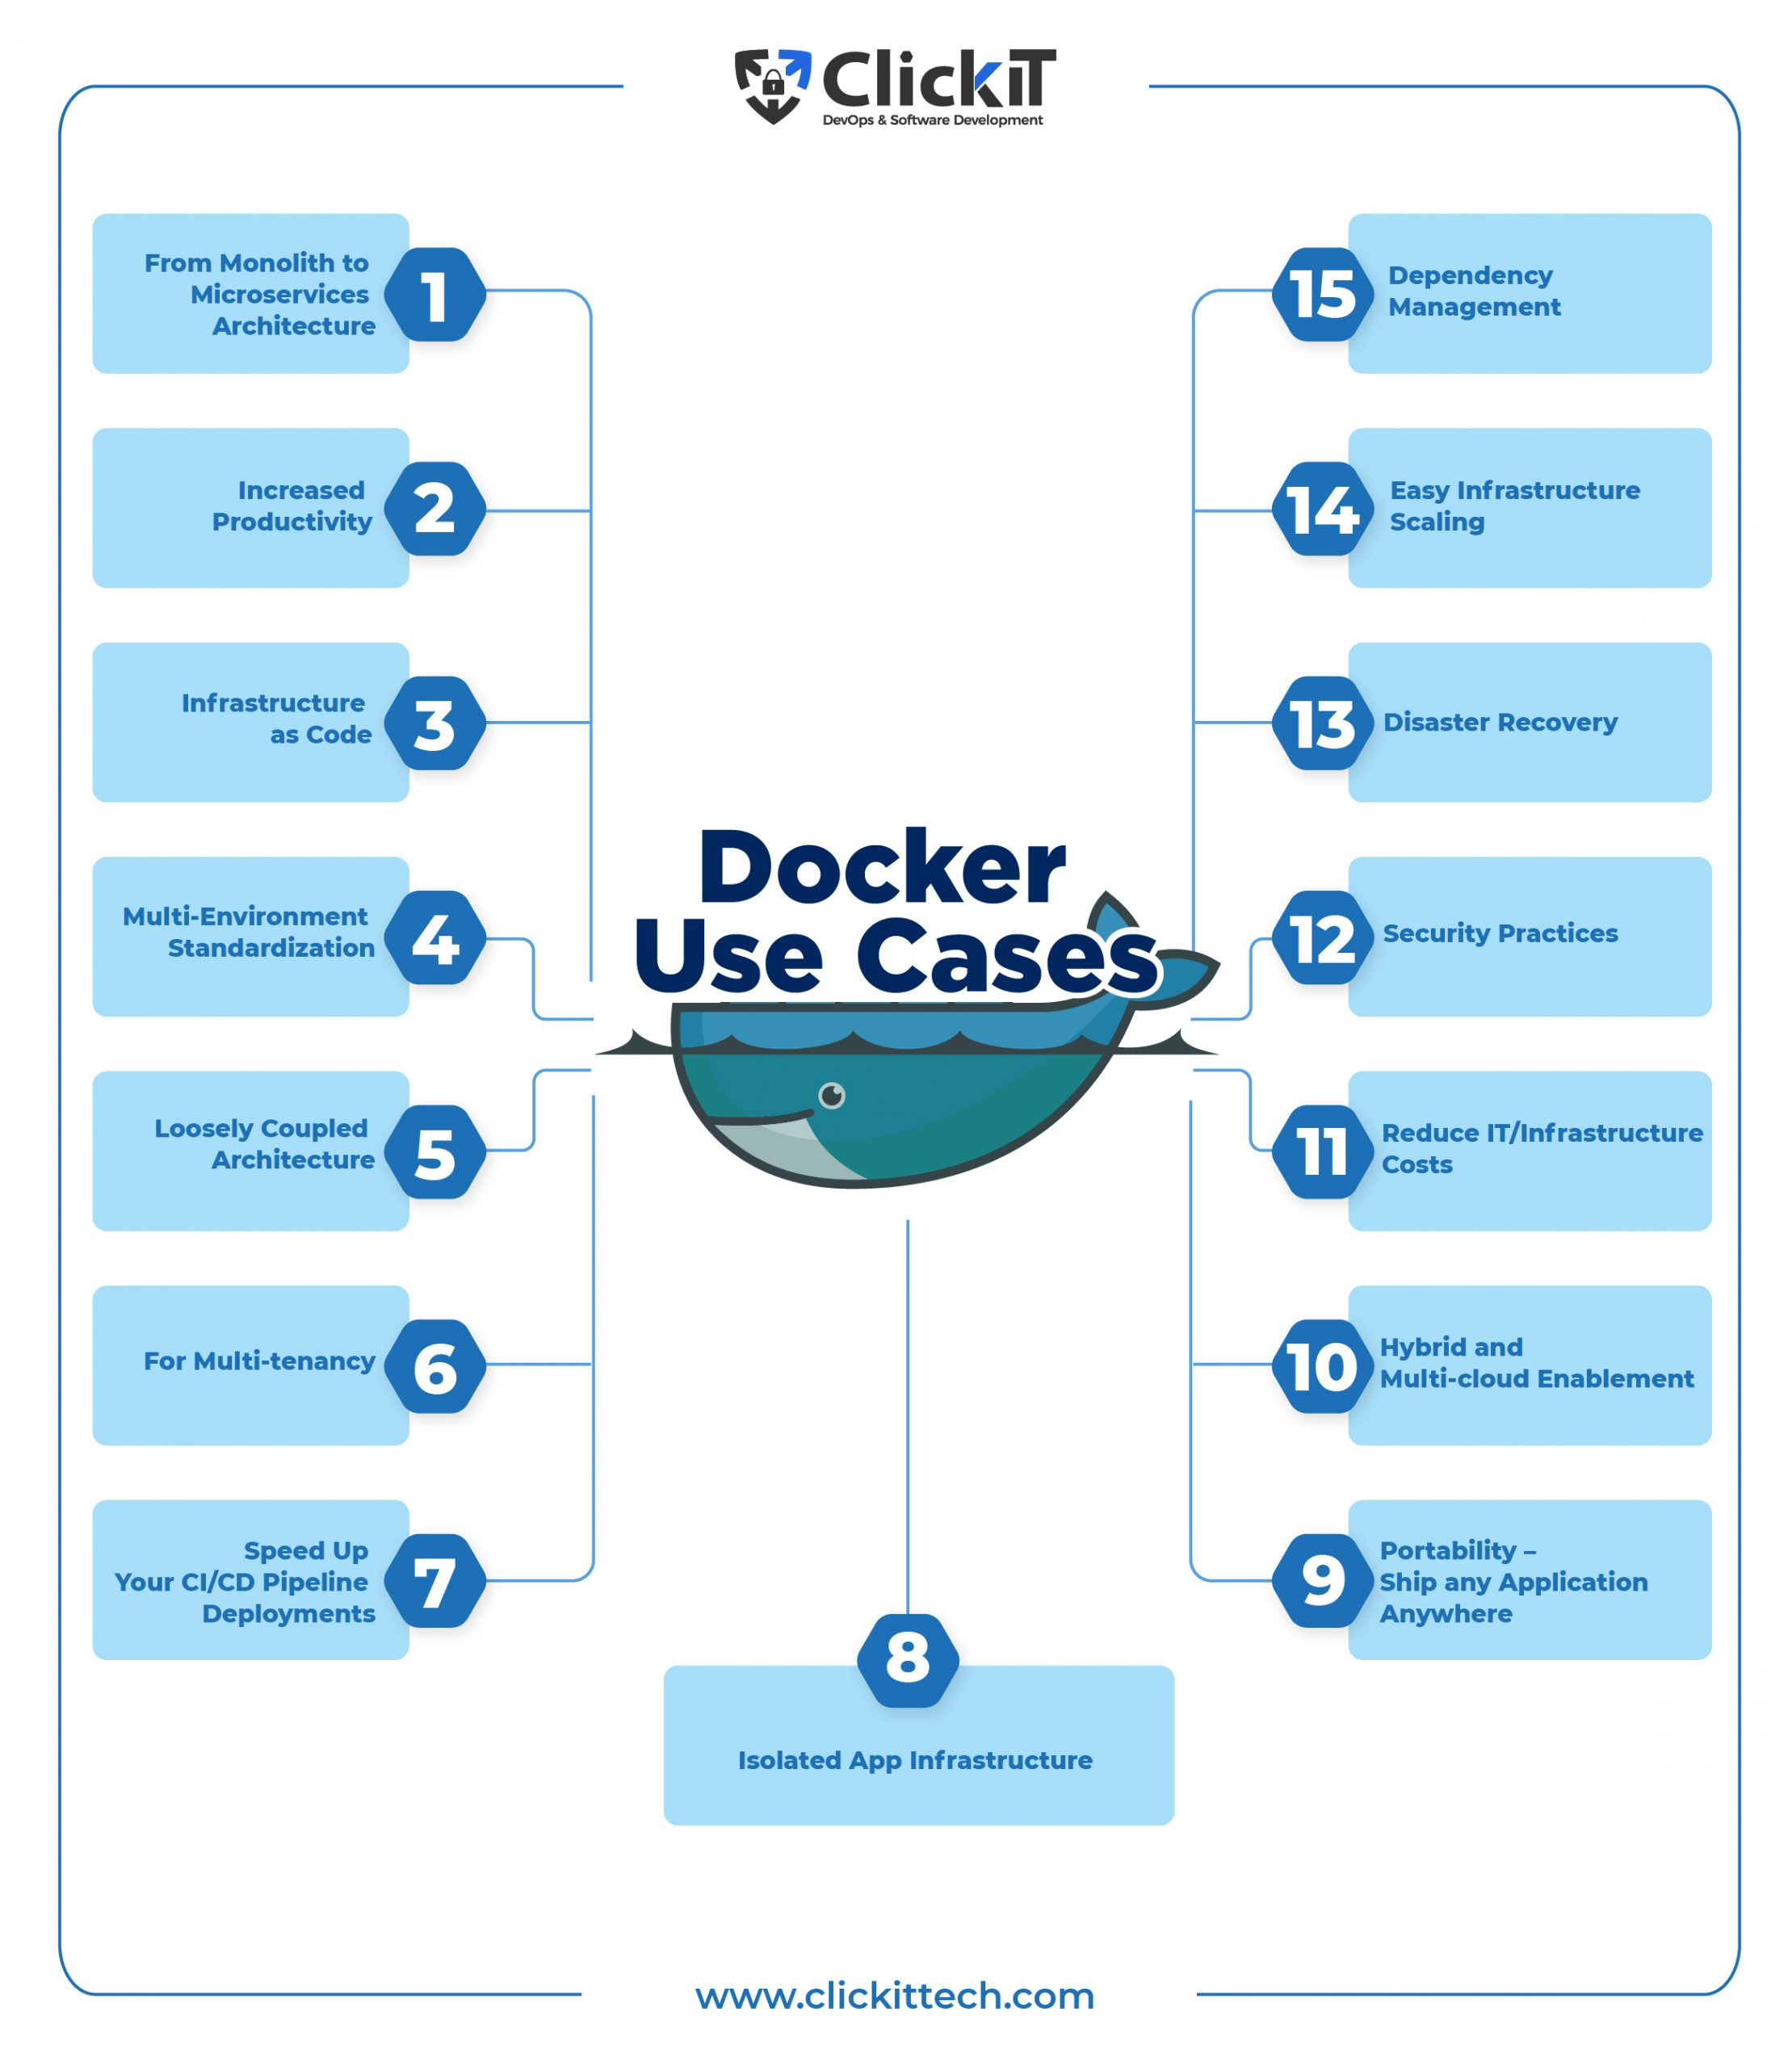 ClickiT
DevOps & Software Development
From Monolith to
Microservices
Architecture
1
Increased
Productivity
2
Infrastructure
as Code
3
Multi-Environment
Standardization
4
Loosely Coupled
Architecture
5
For Multi-tenancy
6
Speed Up
Your CI/CD Pipeline
Deployments
7
Docker
Use Cases
8
Isolated App Infrastructure
15
Dependency
Management
14
Easy Infrastructure
Scaling
13
Disaster Recovery
12
Security Practices
11
Reduce IT/Infrastructure
Costs
10
Hybrid and
Multi-cloud Enablement
9
Portability –
Ship any Application
Anywhere
www.clickittech.com